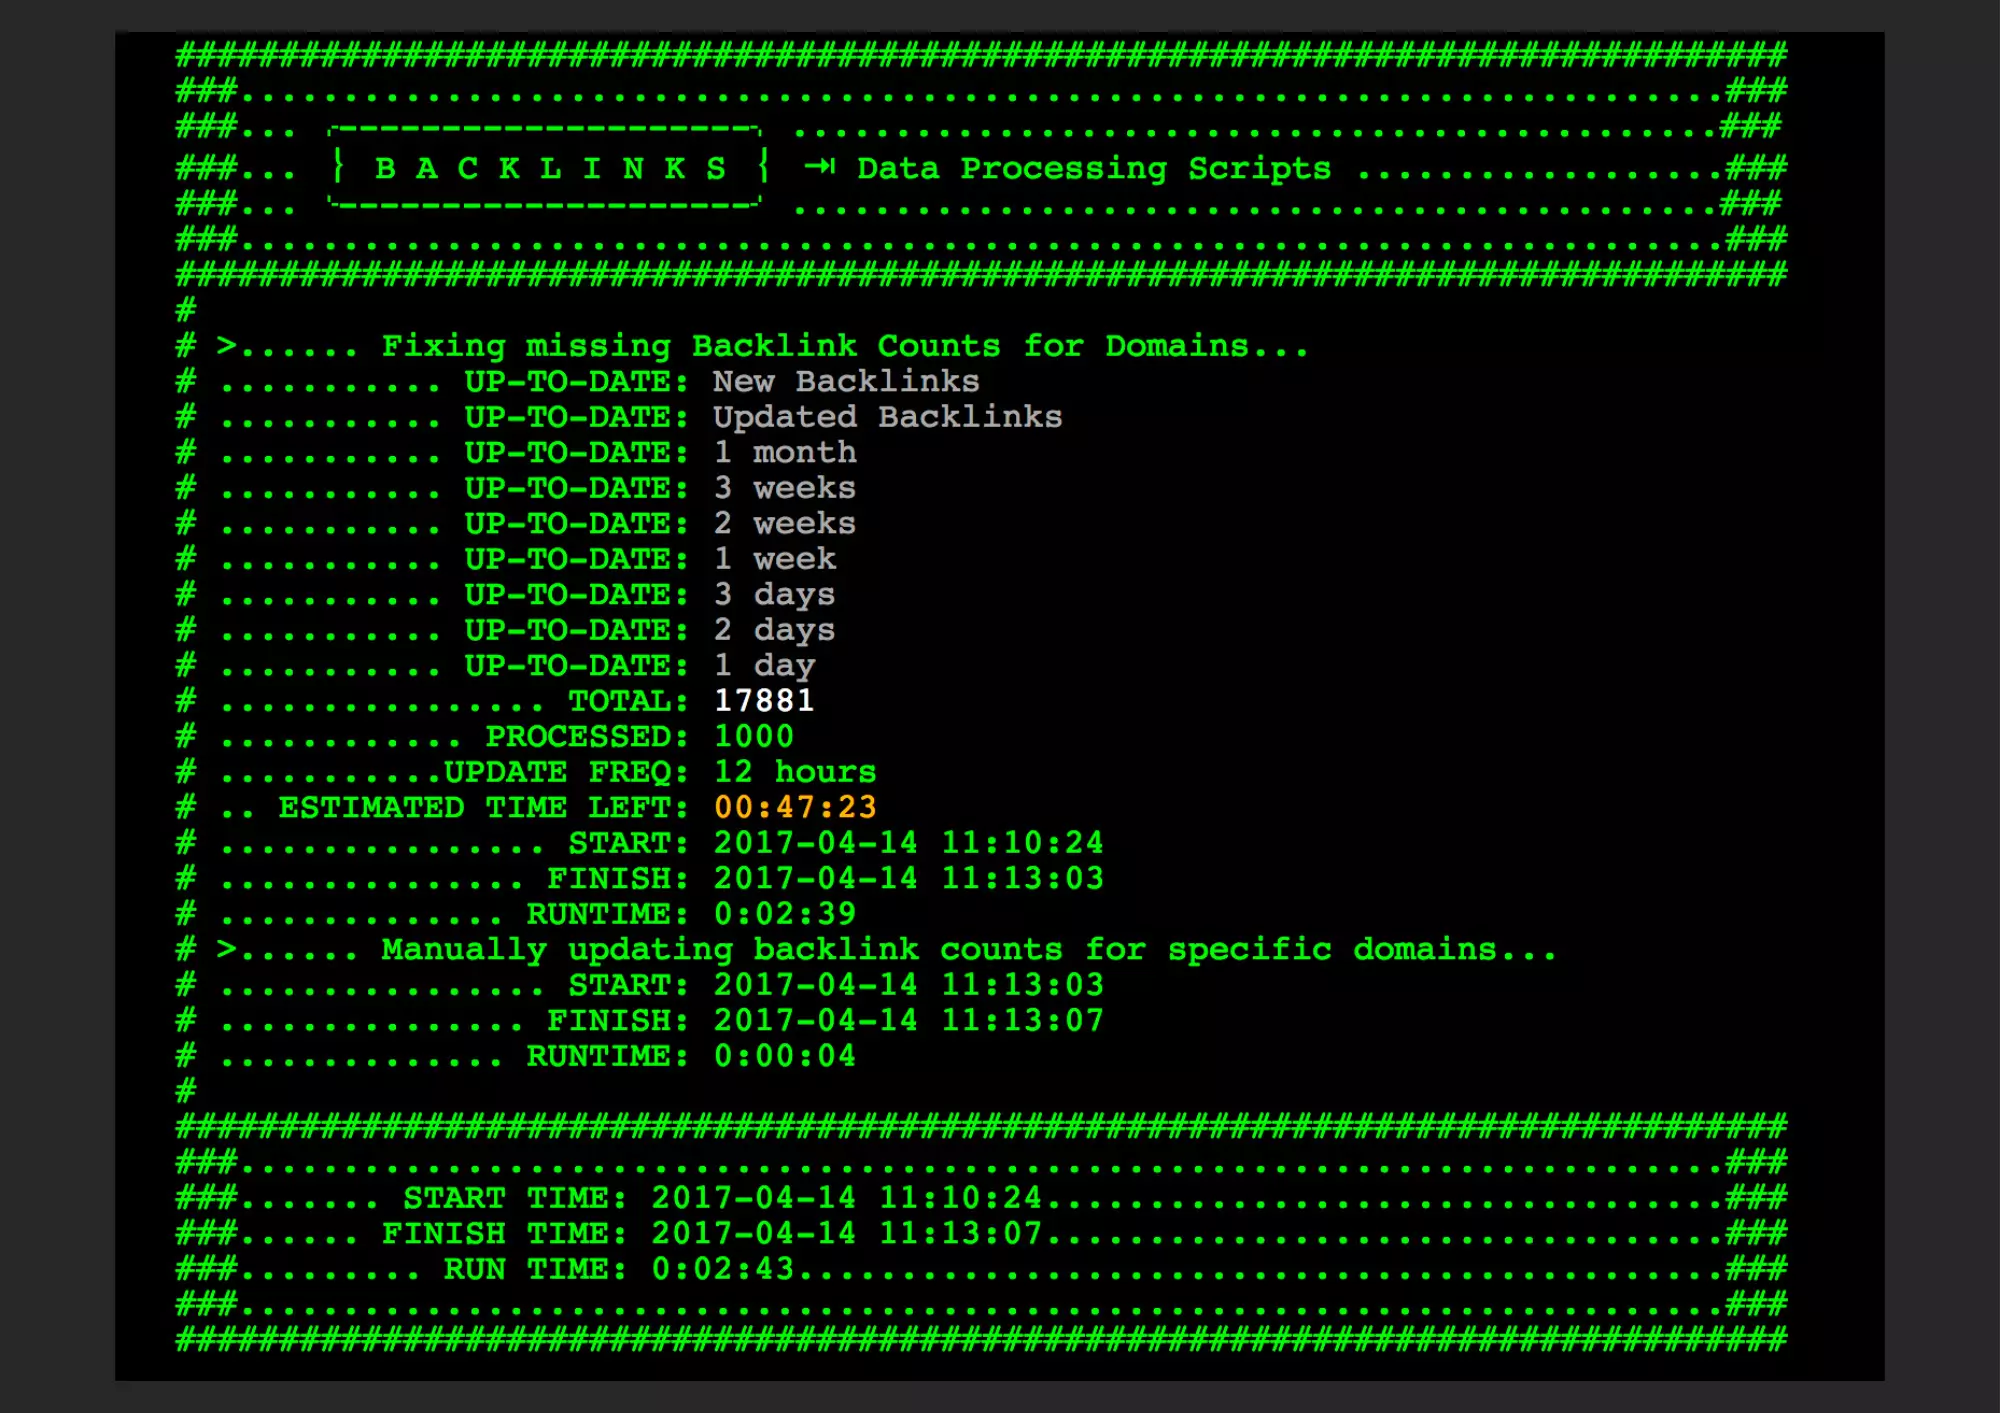 ##############################################################################
###........................................................................###
###... ┌--------------------┐ .............................................###
###... } B A C K L I N K S { ⇥ Data Processing Scripts ..................###
###... └--------------------┘ .............................................###
###........................................................................###
##############################################################################
#
# >...... Fixing missing Backlink Counts for Domains...
# ........... UP-TO-DATE: New Backlinks
# ........... UP-TO-DATE: Updated Backlinks
# ........... UP-TO-DATE: 1 month
# ........... UP-TO-DATE: 3 weeks
# ........... UP-TO-DATE: 2 weeks
# ........... UP-TO-DATE: 1 week
# ........... UP-TO-DATE: 3 days
# ........... UP-TO-DATE: 2 days
# ........... UP-TO-DATE: 1 day
# ................ TOTAL: 17881
# ............ PROCESSED: 1000
# ...........UPDATE FREQ: 12 hours
# .. ESTIMATED TIME LEFT: 00:47:23
# ................ START: 2017-04-14 11:10:24
# ............... FINISH: 2017-04-14 11:13:03
# .............. RUNTIME: 0:02:39
# >...... Manually updating backlink counts for specific domains...
# ................ START: 2017-04-14 11:13:03
# ............... FINISH: 2017-04-14 11:13:07
# .............. RUNTIME: 0:00:04
#
##############################################################################
###........................................................................###
###....... START TIME: 2017-04-14 11:10:24.................................###
###...... FINISH TIME: 2017-04-14 11:13:07.................................###
###......... RUN TIME: 0:02:43.............................................###
###........................................................................###
##############################################################################